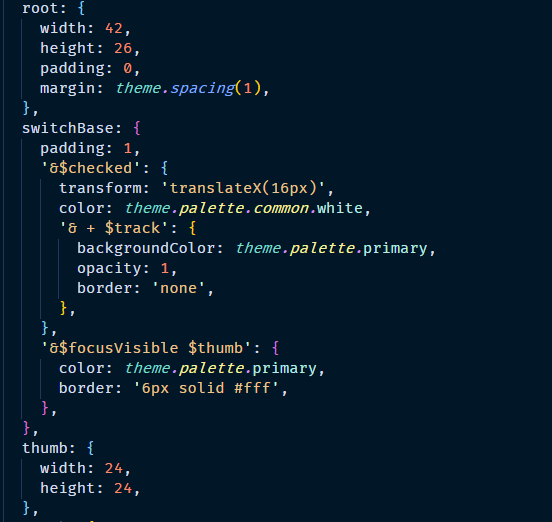 root: {
width: 42,
height: 26,
padding: 0,
margin: theme.spacing(1),
},
switchBase: {
padding: 1,
'&$checked': {
transform: 'translateX(16px)',
color: theme.palette.common.white,
'& + $track': {
backgroundColor: theme.palette.primary,
opacity: 1,
border: 'none',
},
},
'&$focusVisible $thumb': {
color: theme.palette.primary,
border: '6px solid #fff',
},
},
thumb: {
width: 24,
height: 24,
},